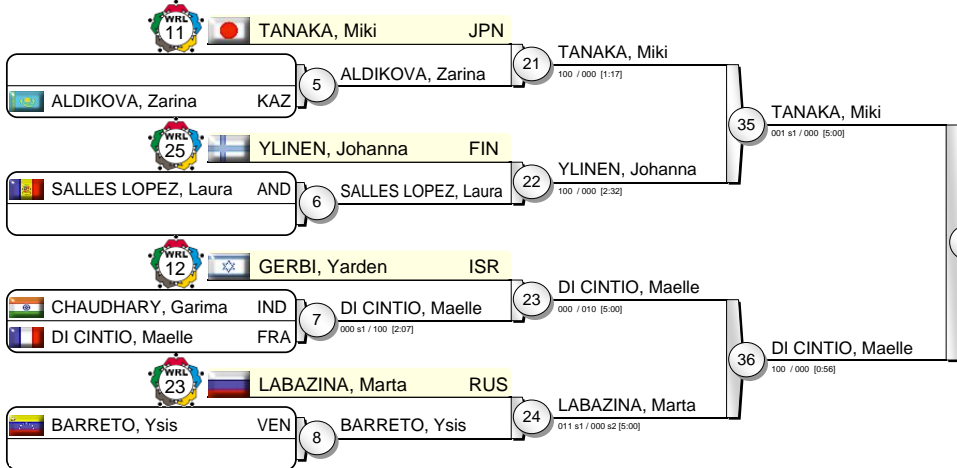 WRL
11
TANAKA, Miki JPN
5
ALDIKOVA, Zarina
ALDIKOVA, Zarina KAZ
21
TANAKA, Miki
100 / 000 [1:17]
WRL
25
YLINEN, Johanna FIN
SALLES LOPEZ, Laura AND
6
SALLES LOPEZ, Laura
22
YLINEN, Johanna
100 / 000 [2:32]
35
TANAKA, Miki
001 s1 / 000 [5:00]
WRL
12
GERBI, Yarden ISR
CHAUDHARY, Garima IND
DI CINTIO, Maelle FRA
7
DI CINTIO, Maelle
000 s1 / 100 [2:07]
23
DI CINTIO, Maelle
000 / 010 [5:00]
WRL
23
LABAZINA, Marta RUS
BARRETO, Ysis VEN
8
BARRETO, Ysis
24
LABAZINA, Marta
011 s1 / 000 s2 [5:00]
36
DI CINTIO, Maelle
100 / 000 [0:56]